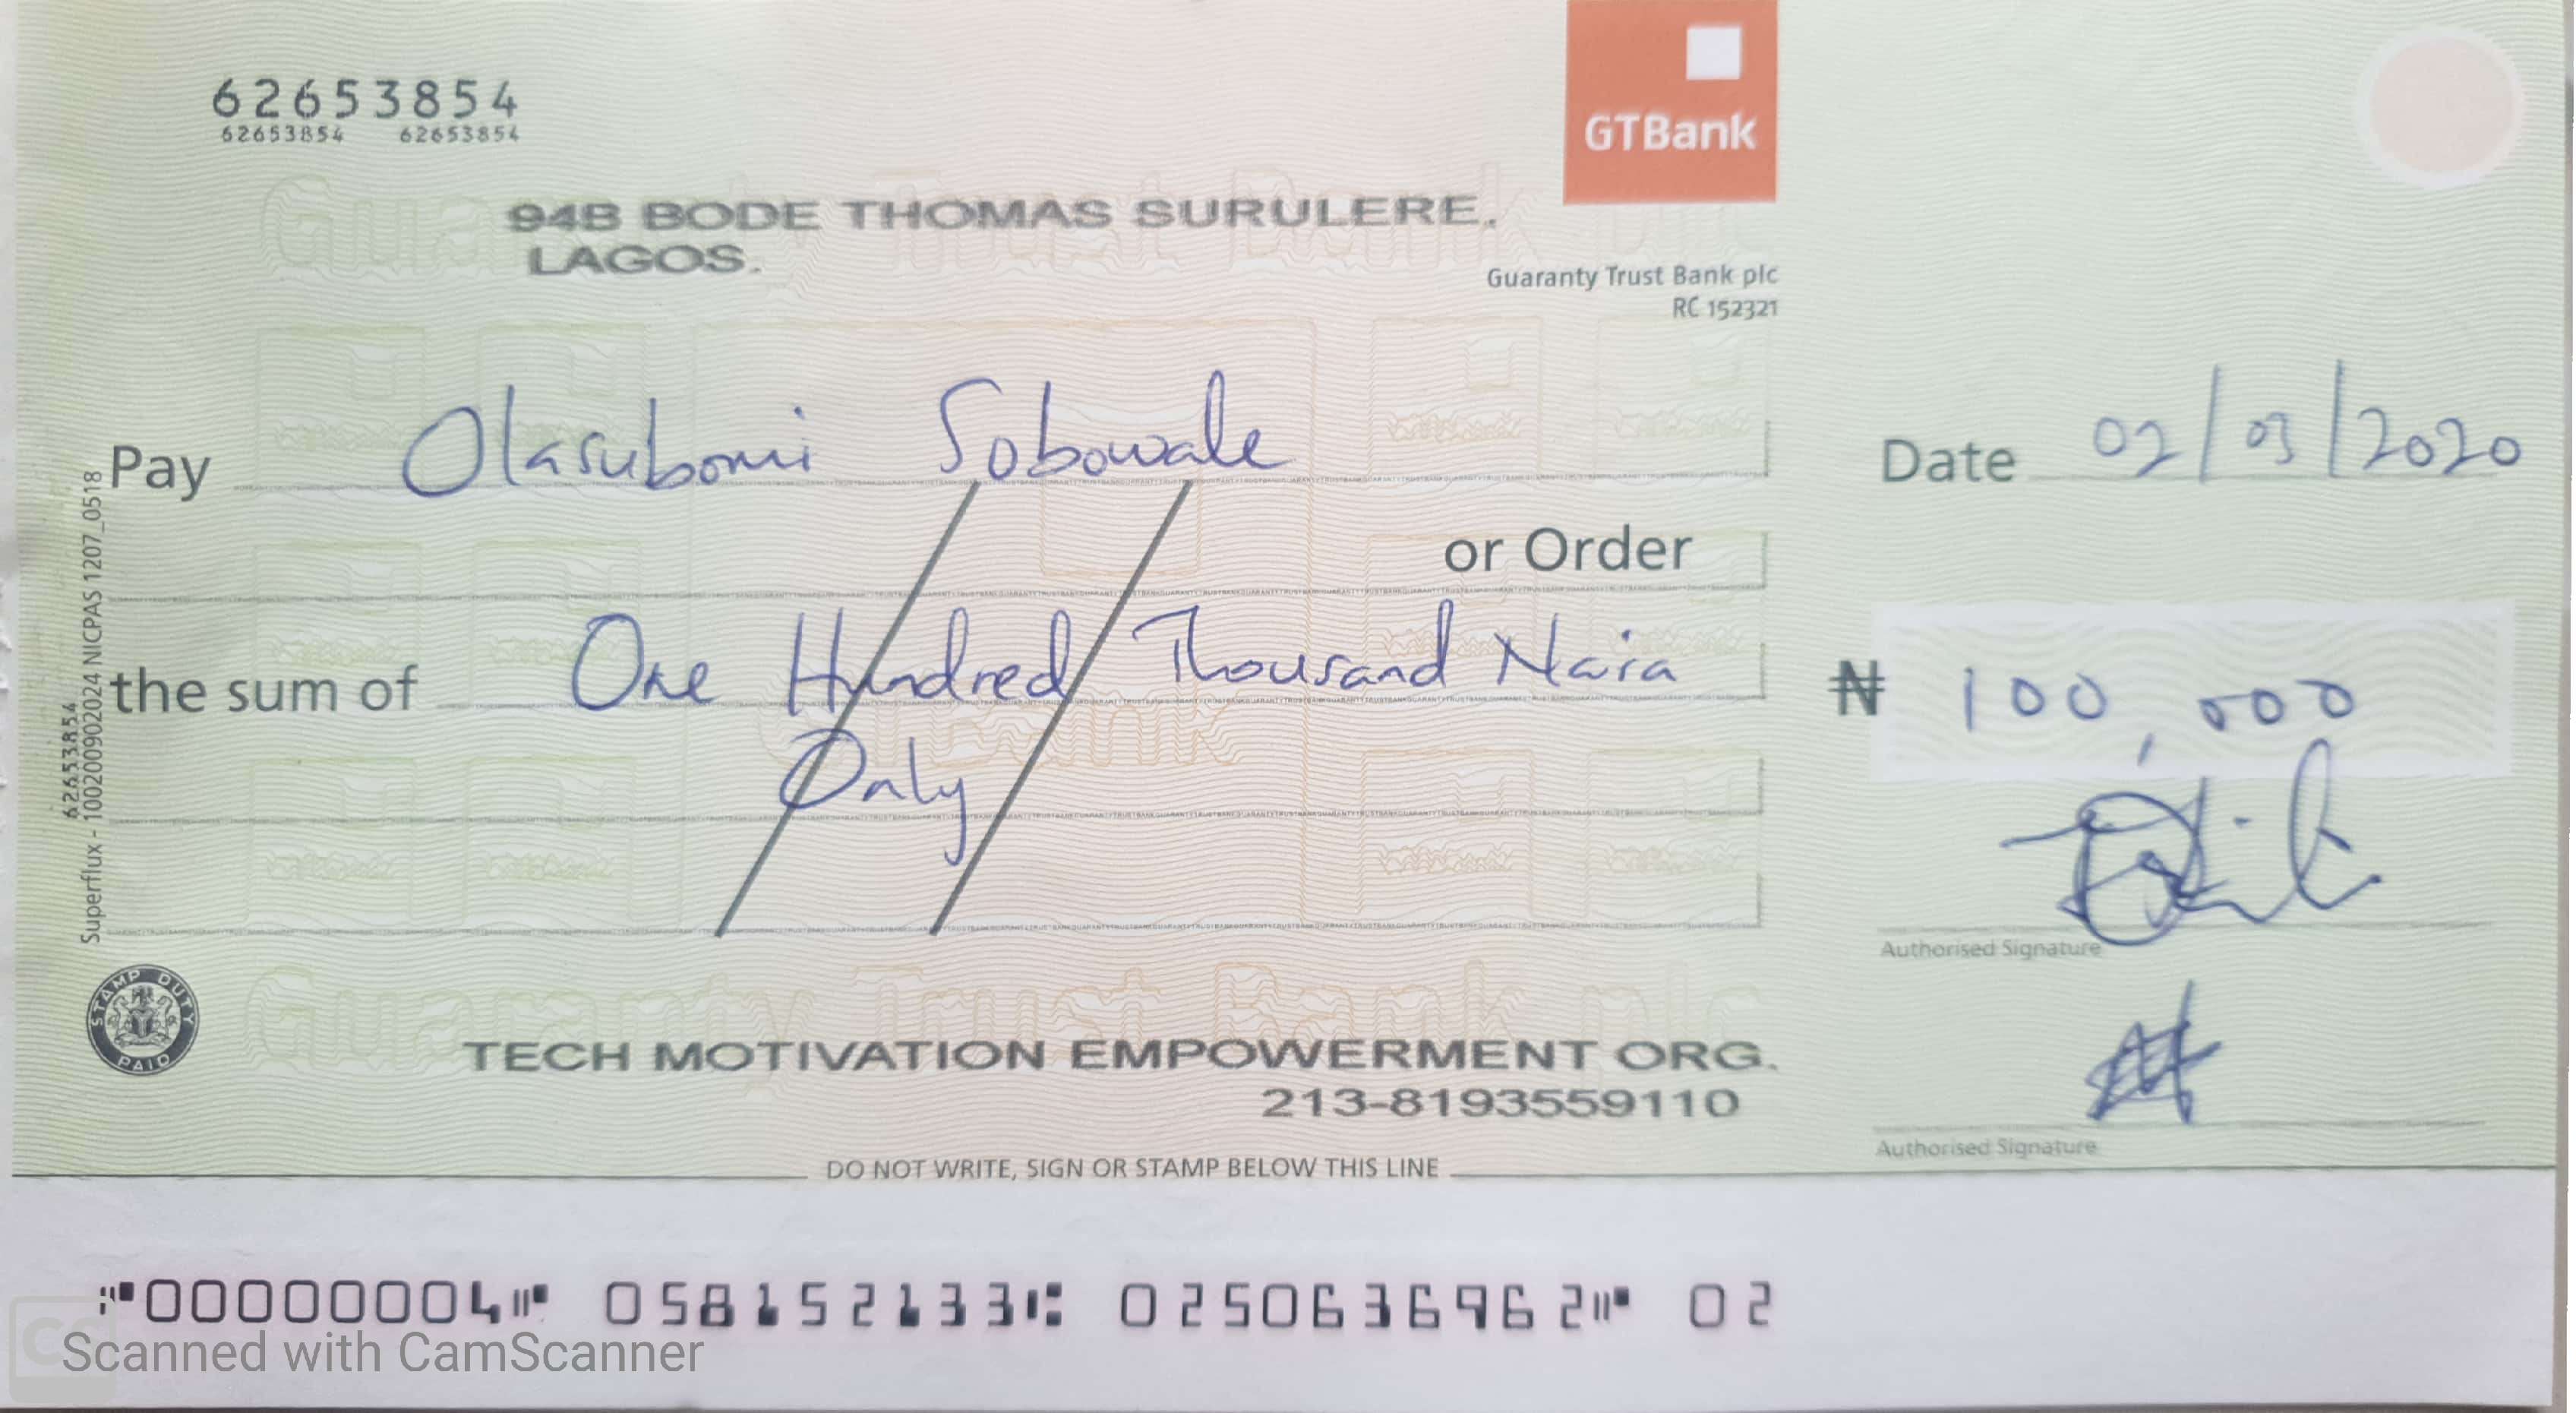 62653854
62653854 62653854
GTBank
94B BODE THOMAS SURULERE.
LAGOS.
Guaranty Trust Bank plc
RC 152321
Pay Olasubomi Sobowale
Date 02/03/2020
or Order
the sum of One Hundred Thousand Naira
₦ 100,000
Only
Authorised Signature
TECH MOTIVATION EMPOWERMENT ORG.
213-8193559110
Authorised Signature
DO NOT WRITE, SIGN OR STAMP BELOW THIS LINE
62653854
Superflux - 100200902024 NICPAS 1207_0518
STAMP DUTY
PAID
⑈00000004⑈ 058152133⑆ 0250636962⑈ 02
CS
Scanned with CamScanner